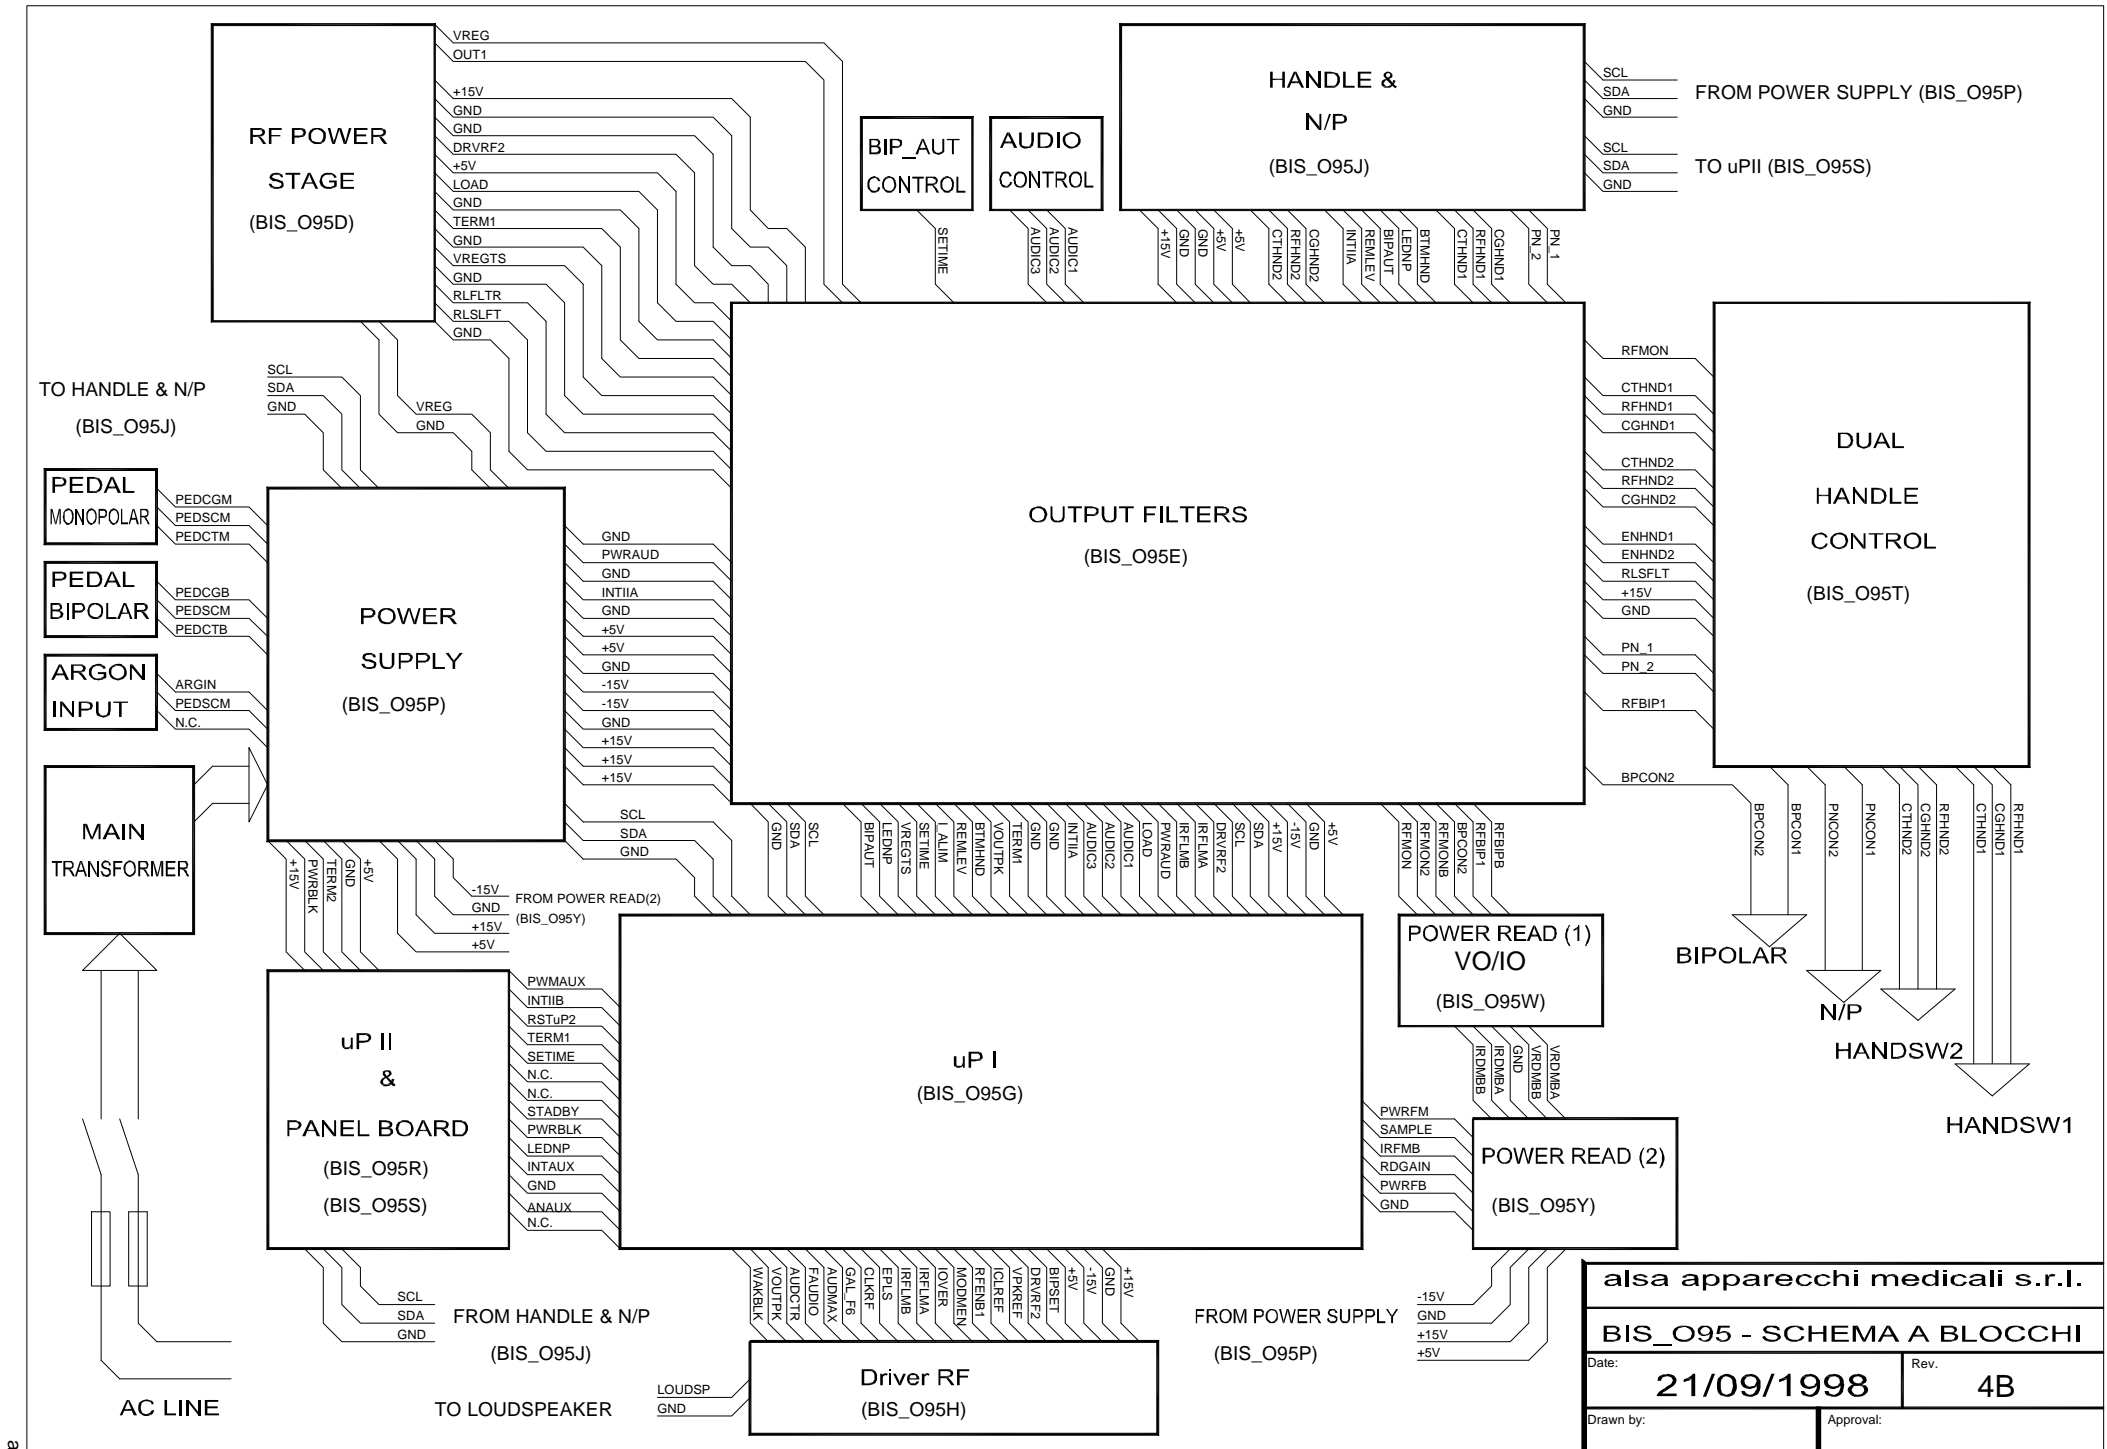 VREG
OUT1
+15V
GND
GND
DRVRF2
+5V
LOAD
GND
TERM1
GND
VREGTS
GND
RLFLTR
RLSLFT
GND
RF POWER
STAGE
(BIS_O95D)
BIP_AUT
CONTROL
SETIME
AUDIO
CONTROL
AUDIC3
AUDIC2
AUDIC1
HANDLE &
N/P
(BIS_O95J)
SCL
SDA
GND
FROM POWER SUPPLY (BIS_O95P)
SCL
SDA
GND
TO uPII (BIS_O95S)
+15V
GND
GND
+5V
+5V
CTHND2
RFHND2
CGHND2
INTIIA
REMLEV
BIPAUT
LEDNP
BTMHND
CTHND1
RFHND1
CGHND1
PN_2
PN_1
TO HANDLE & N/P
(BIS_O95J)
SCL
SDA
GND
VREG
GND
PEDAL
MONOPOLAR
PEDCGM
PEDSCM
PEDCTM
PEDAL
BIPOLAR
PEDCGB
PEDSCM
PEDCTB
ARGON
INPUT
ARGIN
PEDSCM
N.C.
MAIN
TRANSFORMER
AC LINE
POWER
SUPPLY
(BIS_O95P)
GND
PWRAUD
GND
INTIIA
GND
+5V
+5V
GND
-15V
-15V
GND
+15V
+15V
+15V
SCL
SDA
GND
OUTPUT FILTERS
(BIS_O95E)
RFMON
CTHND1
RFHND1
CGHND1
CTHND2
RFHND2
CGHND2
ENHND1
ENHND2
RLSFLT
+15V
GND
PN_1
PN_2
RFBIP1
BPCON2
DUAL
HANDLE
CONTROL
(BIS_O95T)
BPCON2
BPCON1
PNCON2
PNCON1
CTHND2
CGHND2
RFHND2
CTHND1
CGHND1
RFHND1
BIPOLAR
N/P
HANDSW2
HANDSW1
+15V
PWRBLK
TERM2
GND
+5V
-15V
GND
+15V
+5V
FROM POWER READ(2)
(BIS_O95Y)
GND
SDA
SCL
BIPAUT
LEDNP
VREGTS
SETIME
I_ALIM
REMLEV
BTMHND
VOUTPK
TERM1
GND
GND
INTIIA
AUDIC3
AUDIC2
AUDIC1
LOAD
PWRAUD
IRFLMB
IRFLMA
DRVRF2
SCL
SDA
+15V
-15V
GND
+5V
RFMON
RFMON2
RFMONB
BPCON2
RFBIP1
RFBIPB
POWER READ (1)
VO/IO
(BIS_O95W)
IRDMBB
IRDMBA
GND
VRDMBB
VRDMBA
uP II
&
PANEL BOARD
(BIS_O95R)
(BIS_O95S)
PWMAUX
INTIIB
RSTuP2
TERM1
SETIME
N.C.
N.C.
STADBY
PWRBLK
LEDNP
INTAUX
GND
ANAUX
N.C.
uP I
(BIS_O95G)
PWRFM
SAMPLE
IRFMB
RDGAIN
PWRFB
GND
POWER READ (2)
(BIS_O95Y)
SCL
SDA
GND
FROM HANDLE & N/P
(BIS_O95J)
WAKBLK
VOUTPK
AUDCTR
FAUDIO
AUDMAX
GAL_F6
CLKRF
EPLS
IRFLMB
IRFLMA
IOVER
MODMEN
RFENB1
ICLREF
VPKREF
DRVRF2
BIPSET
+5V
-15V
GND
+15V
FROM POWER SUPPLY
(BIS_O95P)
-15V
GND
+15V
+5V
TO LOUDSPEAKER
LOUDSP
GND
Driver RF
(BIS_O95H)
alsa apparecchi medicali s.r.l.
BIS_O95 - SCHEMA A BLOCCHI
Date:
21/09/1998
Rev.
4B
Drawn by:
Approval:
a